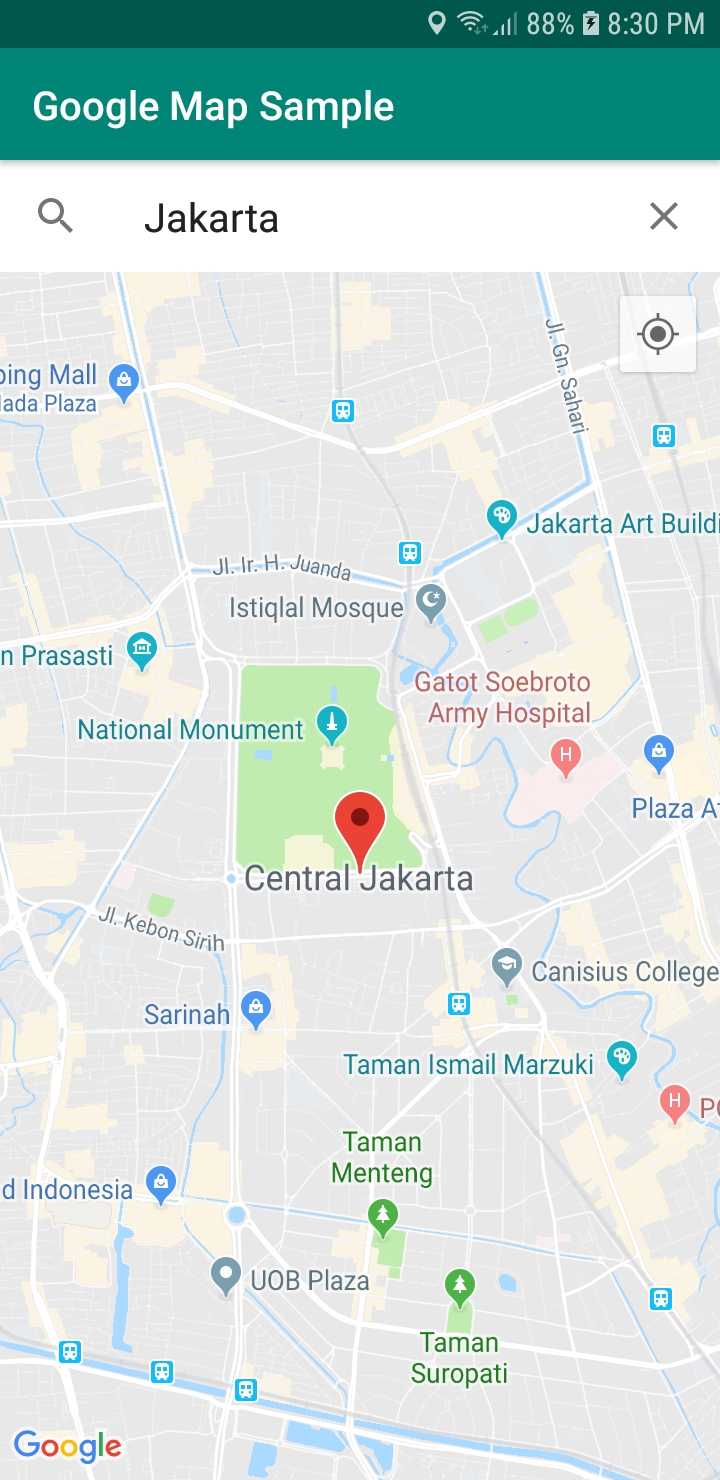 88% 8:30 PM
Google Map Sample
Jakarta
Jl. Gn. Sahari
ping Mall
Mada Plaza
Jakarta Art Buildi
Jl. Ir. H. Juanda
Istiqlal Mosque
n Prasasti
Gatot Soebroto
Army Hospital
National Monument
Plaza At
Central Jakarta
Jl. Kebon Sirih
Canisius College
Sarinah
Taman Ismail Marzuki
H
H
Taman
Menteng
d Indonesia
UOB Plaza
Taman
Suropati
Google